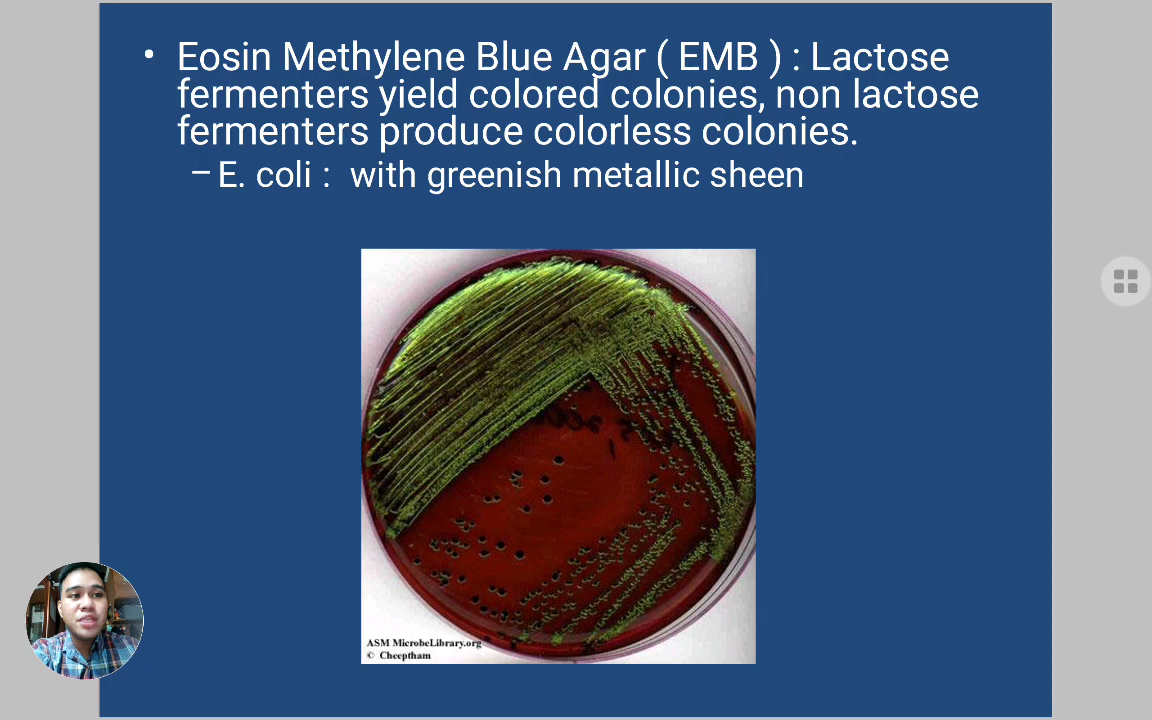 • Eosin Methylene Blue Agar ( EMB ) : Lactose
fermenters yield colored colonies, non lactose
fermenters produce colorless colonies.
– E. coli :  with greenish metallic sheen
ASM MicrobeLibrary.org
© Cheeptham